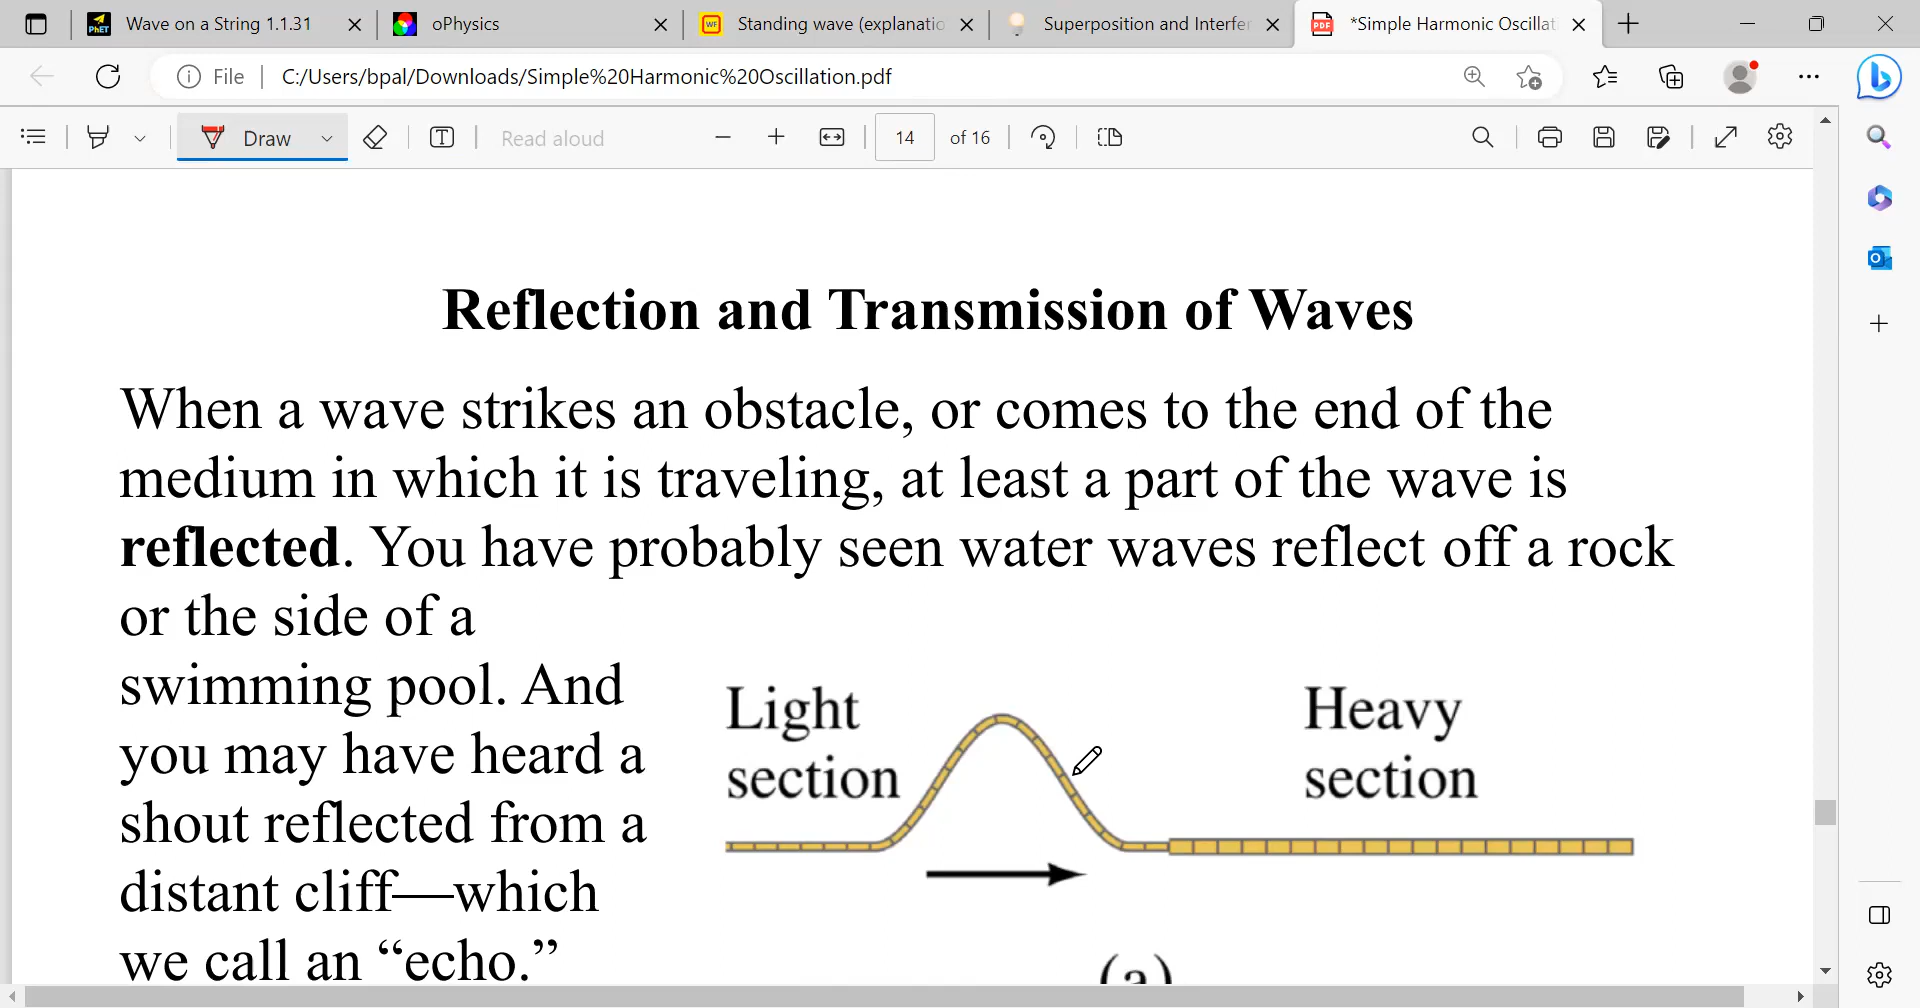 Wave on a String 1.1.31
oPhysics
Standing wave (explanatio
Superposition and Interfer
*Simple Harmonic Oscillat
File
C:/Users/bpal/Downloads/Simple%20Harmonic%20Oscillation.pdf
Draw
Read aloud
14
of 16
Reflection and Transmission of Waves
When a wave strikes an obstacle, or comes to the end of the
medium in which it is traveling, at least a part of the wave is
reflected. You have probably seen water waves reflect off a rock
or the side of a
swimming pool. And
you may have heard a
shout reflected from a
distant cliff—which
we call an “echo.”
Light
section
Heavy
section
(a)